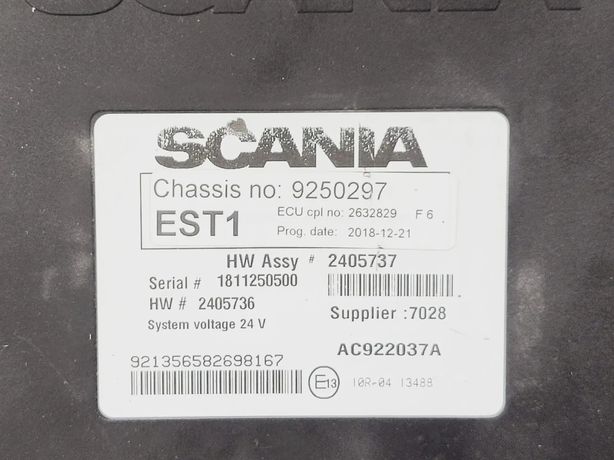 SCANIA
SCANIA
Chassis no: 9250297
EST1 ECU cpl no: 2632829 F 6
Prog. date: 2018-12-21
HW Assy # 2405737
Serial # 1811250500
HW # 2405736
Supplier :7028
System voltage 24 V
921356582698167
AC922037A
E13 10R-04 13488